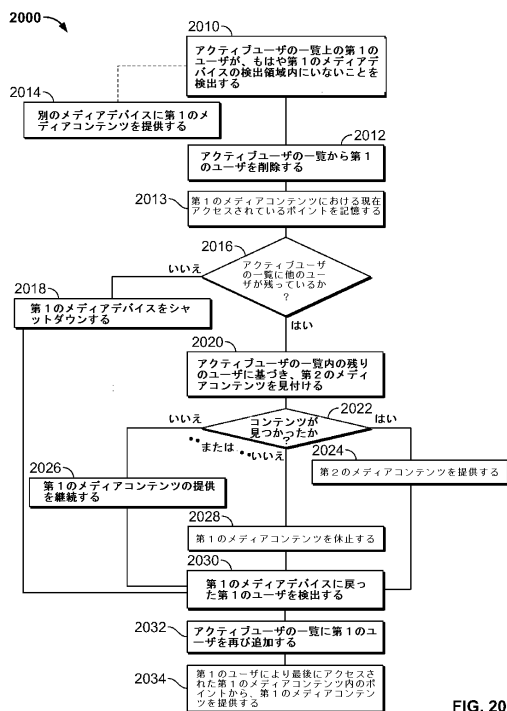 2000
2010
アクティブユーザの一覧上の第1の
ユーザが、もはや第1のメディアデ
バイスの検出領域内にいないことを
検出する
2014
別のメディアデバイスに第1のメ
ディアコンテンツを提供する
2012
アクティブユーザの一覧から第1
のユーザを削除する
2013
第1のメディアコンテンツにおける現在
アクセスされているポイントを記憶する
2016
アクティブユーザ
の一覧に他のユー
ザが残っているか
?
いいえ
はい
2018
第1のメディアデバイスをシャ
ットダウンする
2020
アクティブユーザの一覧内の残り
のユーザに基づき、第2のメディ
アコンテンツを見付ける
2022
コンテンツが
見つかったか
?
いいえ
はい
または
いいえ
2024
第2のメディアコンテンツを提供する
2026
第1のメディアコンテンツの提供
を継続する
2028
第1のメディアコンテンツを休止する
2030
第1のメディアデバイスに戻っ
た第1のユーザを検出する
2032
アクティブユーザの一覧に第1のユー
ザを再び追加する
2034
第1のユーザにより最後にアクセスさ
れた第1のメディアコンテンツ内のポ
イントから、第1のメディアコンテン
ツを提供する
FIG. 20